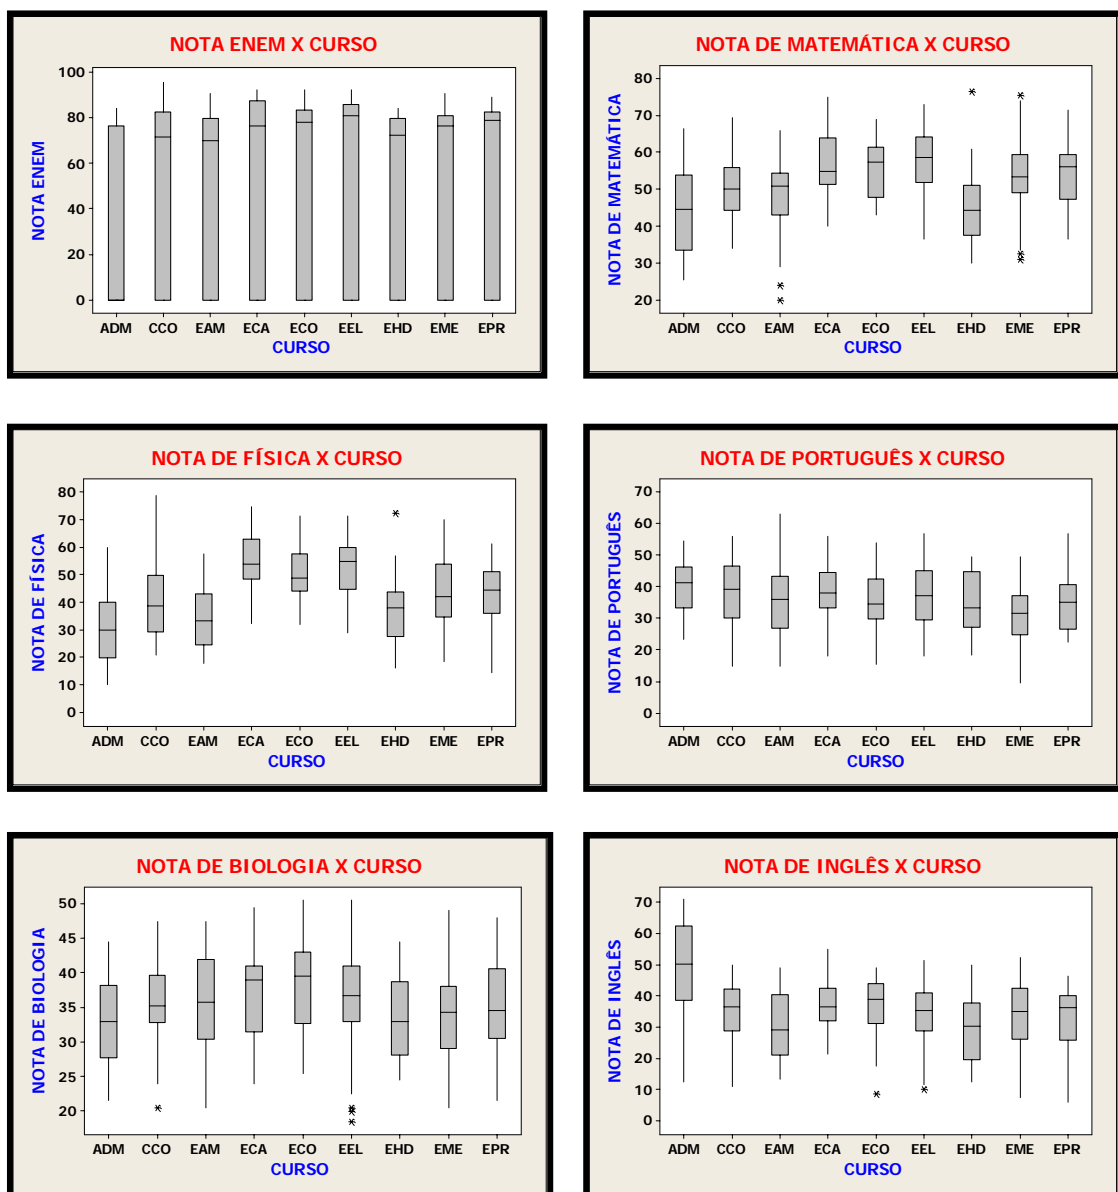 NOTA ENEM X CURSO
NOTA ENEM
100
80
60
40
20
0
ADM CCO EAM ECA ECO EEL EHD EME EPR
CURSO
NOTA DE MATEMÁTICA X CURSO
NOTA DE MATEMÁTICA
80
70
60
50
40
30
20
ADM CCO EAM ECA ECO EEL EHD EME EPR
CURSO
NOTA DE FÍSICA X CURSO
NOTA DE FÍSICA
80
70
60
50
40
30
20
10
0
ADM CCO EAM ECA ECO EEL EHD EME EPR
CURSO
NOTA DE PORTUGUÊS X CURSO
NOTA DE PORTUGUÊS
70
60
50
40
30
20
10
0
ADM CCO EAM ECA ECO EEL EHD EME EPR
CURSO
NOTA DE BIOLOGIA X CURSO
NOTA DE BIOLOGIA
50
45
40
35
30
25
20
ADM CCO EAM ECA ECO EEL EHD EME EPR
CURSO
NOTA DE INGLÊS X CURSO
NOTA DE INGLÊS
70
60
50
40
30
20
10
0
ADM CCO EAM ECA ECO EEL EHD EME EPR
CURSO